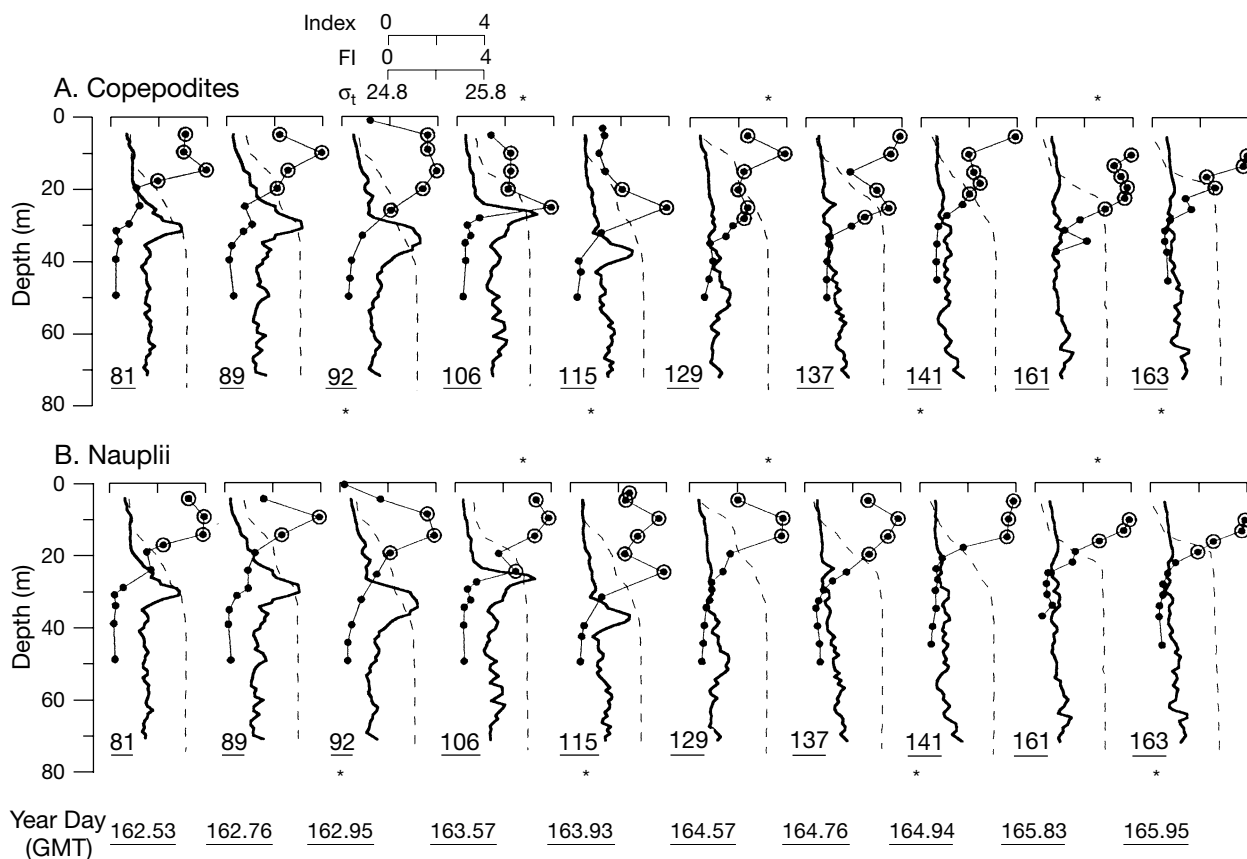 Index 0 4
FI 0 4
σt 24.8 25.8
A. Copepodites * * *
0
20
40
60
80
Depth (m)
81 89 92 106 115 129 137 141 161 163
* * * *
B. Nauplii * * *
0
20
40
60
80
Depth (m)
81 89 92 106 115 129 137 141 161 163
* * * *
Year Day 162.53 162.76 162.95 163.57 163.93 164.57 164.76 164.94 165.83 165.95
(GMT)